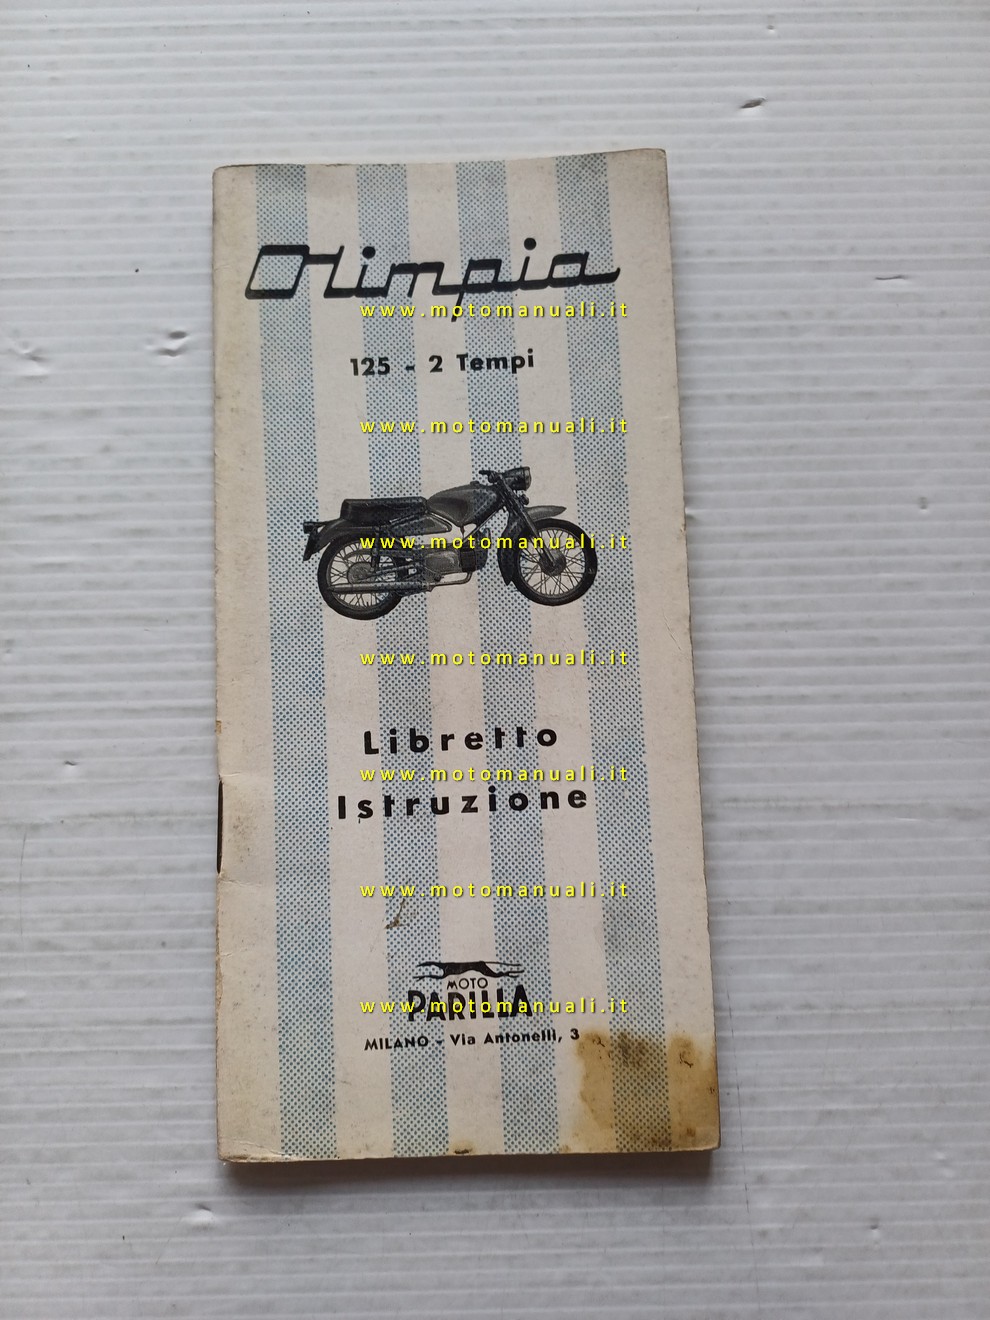 Olimpia
www.motomanuali.it
125 - 2 Tempi
www.motomanuali.it
www.motomanuali.it
www.motomanuali.it
Libretto
www.motomanuali.it
Istruzione
www.motomanuali.it
MOTO
PARILLA
www.motomanuali.it
MILANO - Via Antonelli, 3